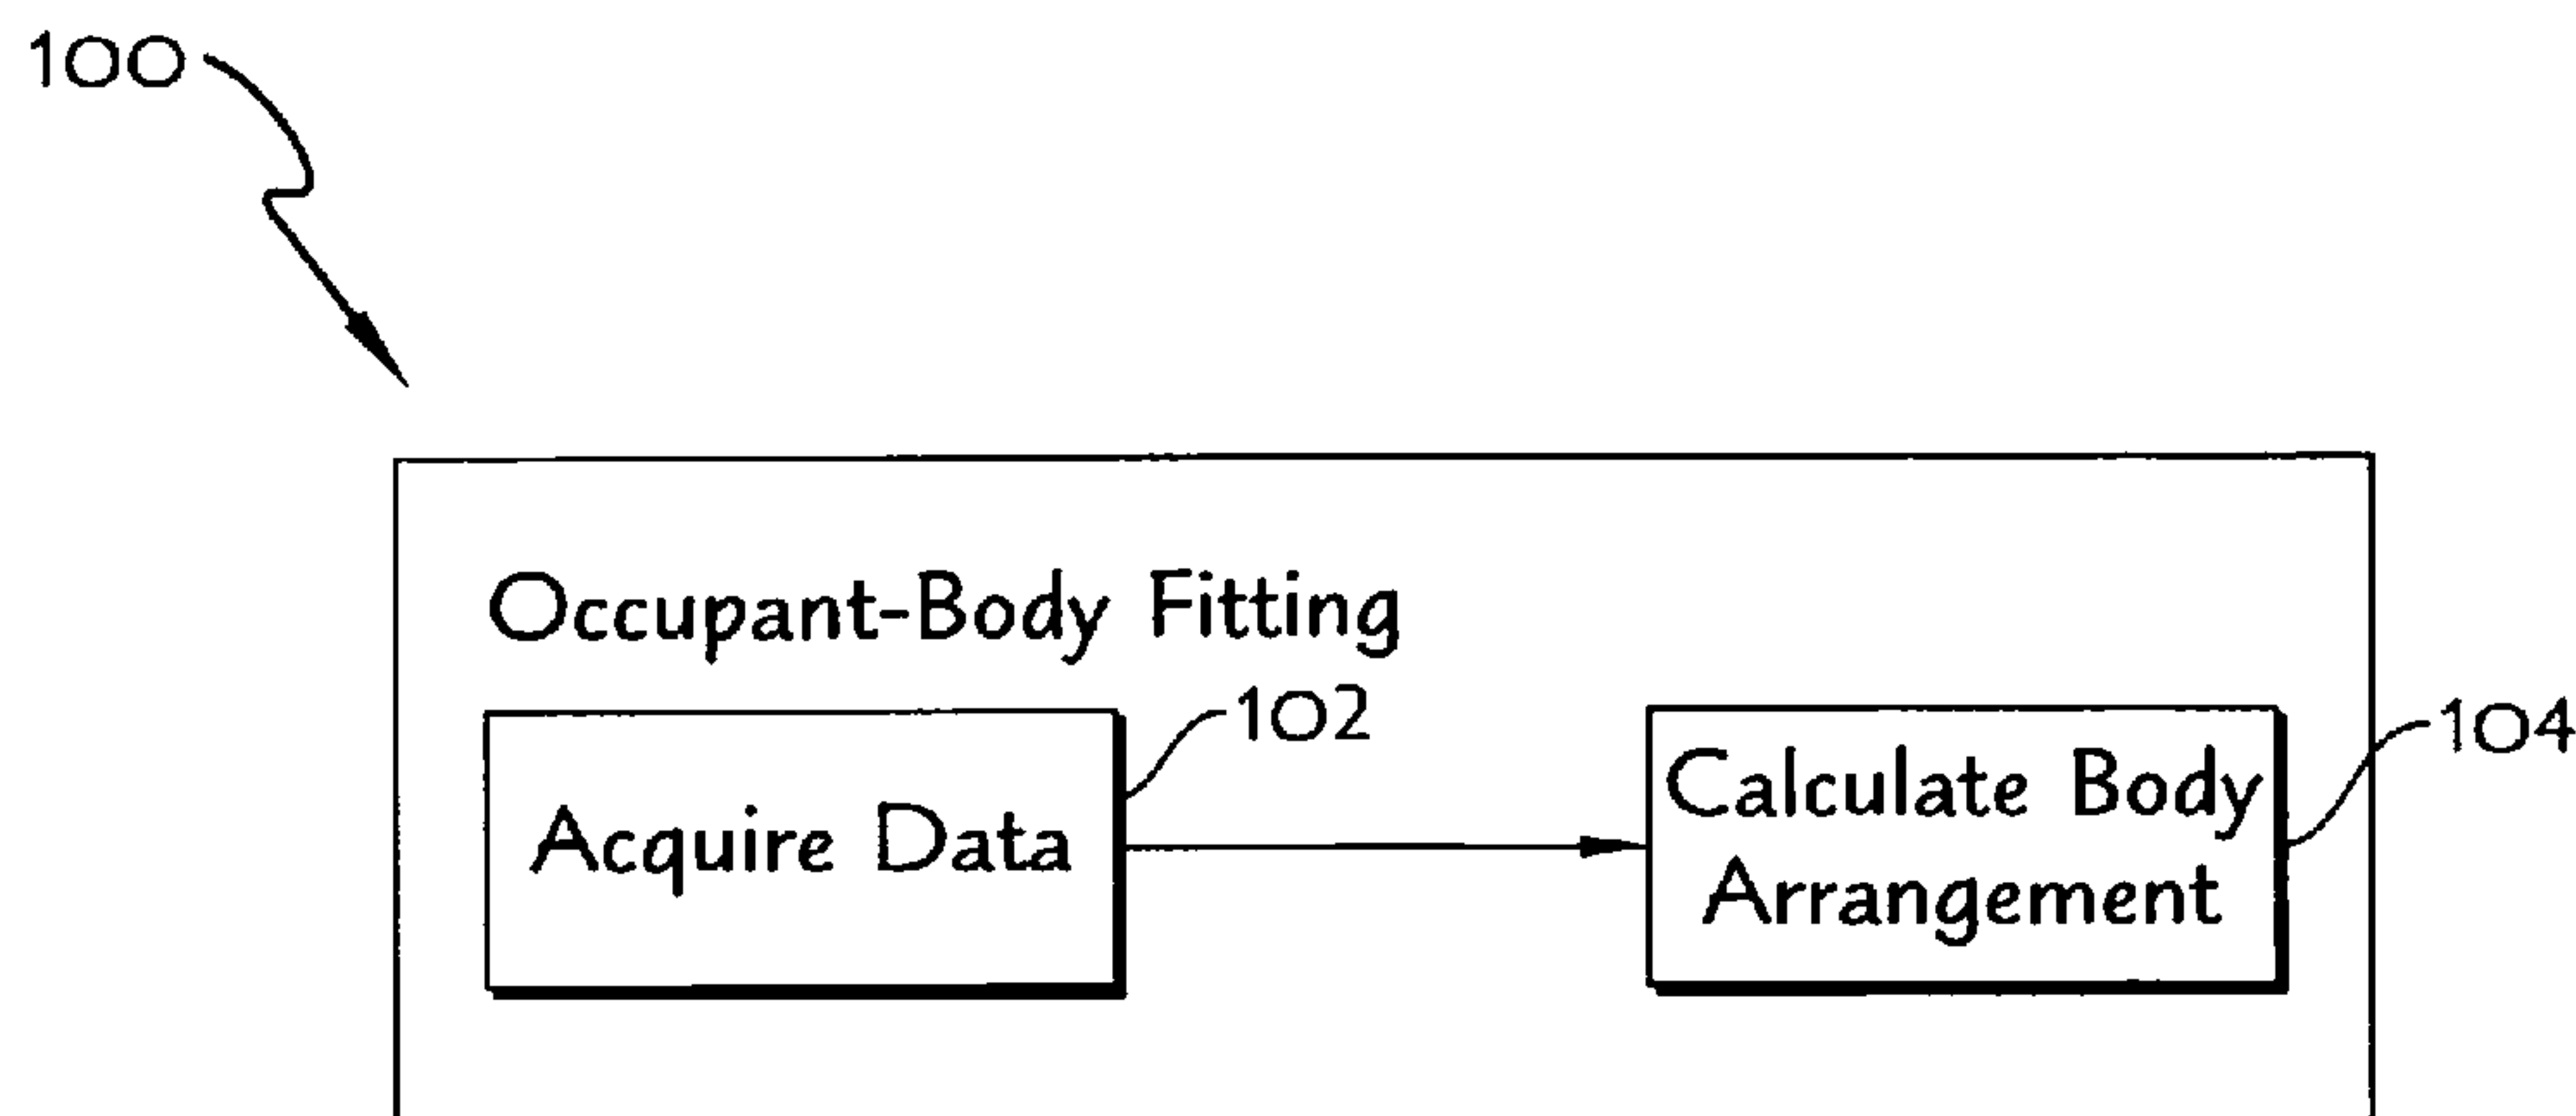 100
Occupant-Body Fitting
102
Acquire Data
104
Calculate Body
Arrangement